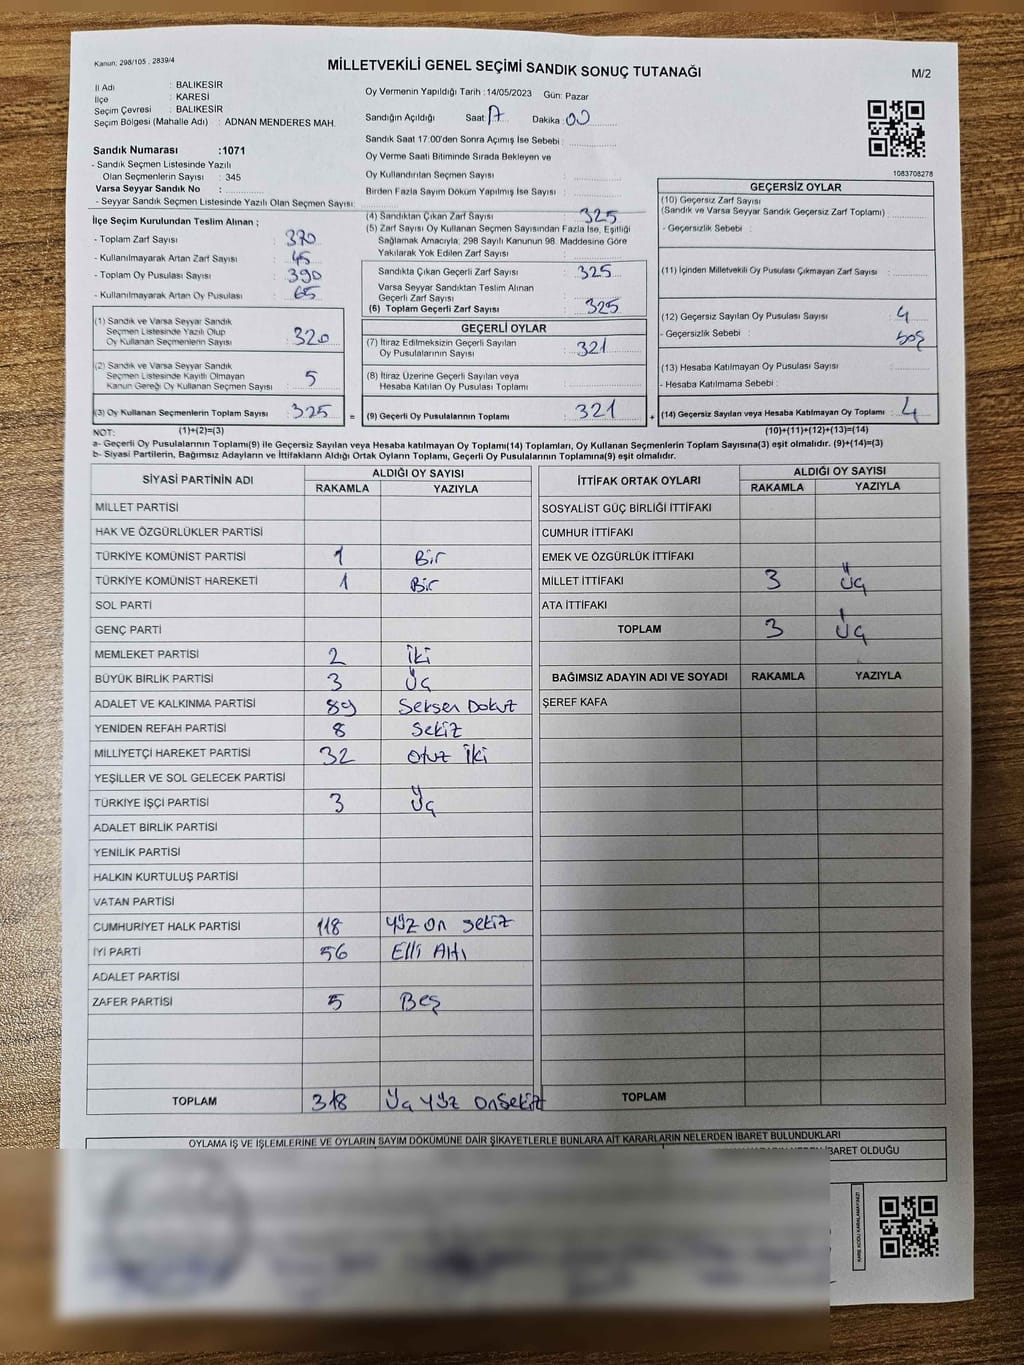 Kanun: 298/105 , 2839/4
MİLLETVEKİLİ GENEL SEÇİMİ SANDIK SONUÇ TUTANAĞI
M/2
İl Adı : BALIKESİR
İlçe : KARESİ
Seçim Çevresi : BALIKESİR
Seçim Bölgesi (Mahalle Adı) : ADNAN MENDERES MAH.
Oy Vermenin Yapıldığı Tarih :14/05/2023 Gün: Pazar
Sandığın Açıldığı Saat: 17 Dakika: 00
Sandık Saat 17:00'den Sonra Açımış İse Sebebi :
Oy Verme Saati Bitiminde Sırada Bekleyen ve
Oy Kullandırılan Seçmen Sayısı :
Birden Fazla Sayım Döküm Yapılmış İse Sayısı :
1083708278
Sandık Numarası :1071
- Sandık Seçmen Listesinde Yazılı
Olan Seçmenlerin Sayısı : 345
Varsa Seyyar Sandık No :
- Seyyar Sandık Seçmen Listesinde Yazılı Olan Seçmen Sayısı:
İlçe Seçim Kurulundan Teslim Alınan ;
- Toplam Zarf Sayısı : 370
- Kullanılmayarak Artan Zarf Sayısı : 45
- Toplam Oy Pusulası Sayısı : 390
- Kullanılmayarak Artan Oy Pusulası : 65
(1) Sandık ve Varsa Seyyar Sandık
Seçmen Listesinde Yazılı Olup
Oy Kullanan Seçmenlerin Sayısı : 320
(2) Sandık ve Varsa Seyyar Sandık
Seçmen Listesinde Kayıtlı Olmayan
Kanun Gereği Oy Kullanan Seçmen Sayısı : 5
(3) Oy Kullanan Seçmenlerin Toplam Sayısı : 325 =
(4) Sandıktan Çıkan Zarf Sayısı : 325
(5) Zarf Sayısı Oy Kullanan Seçmen Sayısından Fazla İse, Eşitliği
Sağlamak Amacıyla; 298 Sayılı Kanunun 98. Maddesine Göre
Yakılarak Yok Edilen Zarf Sayısı :
Sandıkta Çıkan Geçerli Zarf Sayısı : 325
Varsa Seyyar Sandıktan Teslim Alınan
Geçerli Zarf Sayısı :
(6) Toplam Geçerli Zarf Sayısı : 325
GEÇERLİ OYLAR
(7) İtiraz Edilmeksizin Geçerli Sayılan
Oy Pusulalarının Sayısı : 321
(8) İtiraz Üzerine Geçerli Sayılan veya
Hesaba Katılan Oy Pusulası Toplamı :
(9) Geçerli Oy Pusulalarının Toplamı : 321 +
GEÇERSİZ OYLAR
(10) Geçersiz Zarf Sayısı
(Sandık ve Varsa Seyyar Sandık Geçersiz Zarf Toplamı) :
- Geçersizlik Sebebi :
(11) İçinden Milletvekili Oy Pusulası Çıkmayan Zarf Sayısı :
(12) Geçersiz Sayılan Oy Pusulası Sayısı : 4
- Geçersizlik Sebebi : boş
(13) Hesaba Katılmayan Oy Pusulası Sayısı :
- Hesaba Katılmama Sebebi :
(14) Geçersiz Sayılan veya Hesaba Katılmayan Oy Toplamı : 4
NOT: (1)+(2)=(3) (10)+(11)+(12)+(13)=(14)
a- Geçerli Oy Pusulalarının Toplamı(9) ile Geçersiz Sayılan veya Hesaba katılmayan Oy Toplamı(14) Toplamları, Oy Kullanan Seçmenlerin Toplam Sayısına(3) eşit olmalıdır. (9)+(14)=(3)
b- Siyasi Partilerin, Bağımsız Adayların ve İttifakların Aldığı Ortak Oyların Toplamı, Geçerli Oy Pusulalarının Toplamına(9) eşit olmalıdır.
SİYASİ PARTİNİN ADI ALDIĞI OY SAYISI
RAKAMLA YAZIYLA
MİLLET PARTİSİ
HAK VE ÖZGÜRLÜKLER PARTİSİ
TÜRKİYE KOMÜNİST PARTİSİ 1 Bir
TÜRKİYE KOMÜNİST HAREKETİ 1 Bir
SOL PARTİ
GENÇ PARTİ
MEMLEKET PARTİSİ 2 İki
BÜYÜK BİRLİK PARTİSİ 3 Üç
ADALET VE KALKINMA PARTİSİ 89 Seksen Dokuz
YENİDEN REFAH PARTİSİ 8 Sekiz
MİLLİYETÇİ HAREKET PARTİSİ 32 Otuz İki
YEŞİLLER VE SOL GELECEK PARTİSİ
TÜRKİYE İŞÇİ PARTİSİ 3 Üç
ADALET BİRLİK PARTİSİ
YENİLİK PARTİSİ
HALKIN KURTULUŞ PARTİSİ
VATAN PARTİSİ
CUMHURİYET HALK PARTİSİ 118 Yüz on sekiz
İYİ PARTİ 56 Elli Altı
ADALET PARTİSİ
ZAFER PARTİSİ 5 Beş
TOPLAM 318 Üç yüz onsekiz
İTTİFAK ORTAK OYLARI ALDIĞI OY SAYISI
RAKAMLA YAZIYLA
SOSYALİST GÜÇ BİRLİĞİ İTTİFAKI
CUMHUR İTTİFAKI
EMEK VE ÖZGÜRLÜK İTTİFAKI
MİLLET İTTİFAKI 3 Üç
ATA İTTİFAKI
TOPLAM 3 Üç
BAĞIMSIZ ADAYIN ADI VE SOYADI RAKAMLA YAZIYLA
ŞEREF KAFA
TOPLAM
OYLAMA İŞ VE İŞLEMLERİNE VE OYLARIN SAYIM DÖKÜMÜNE DAİR ŞİKAYETLERLE BUNLARA AİT KARARLARIN NELERDEN İBARET BULUNDUKLARI
İBARET OLDUĞU
KARE KODU KARALAMAYINIZ!